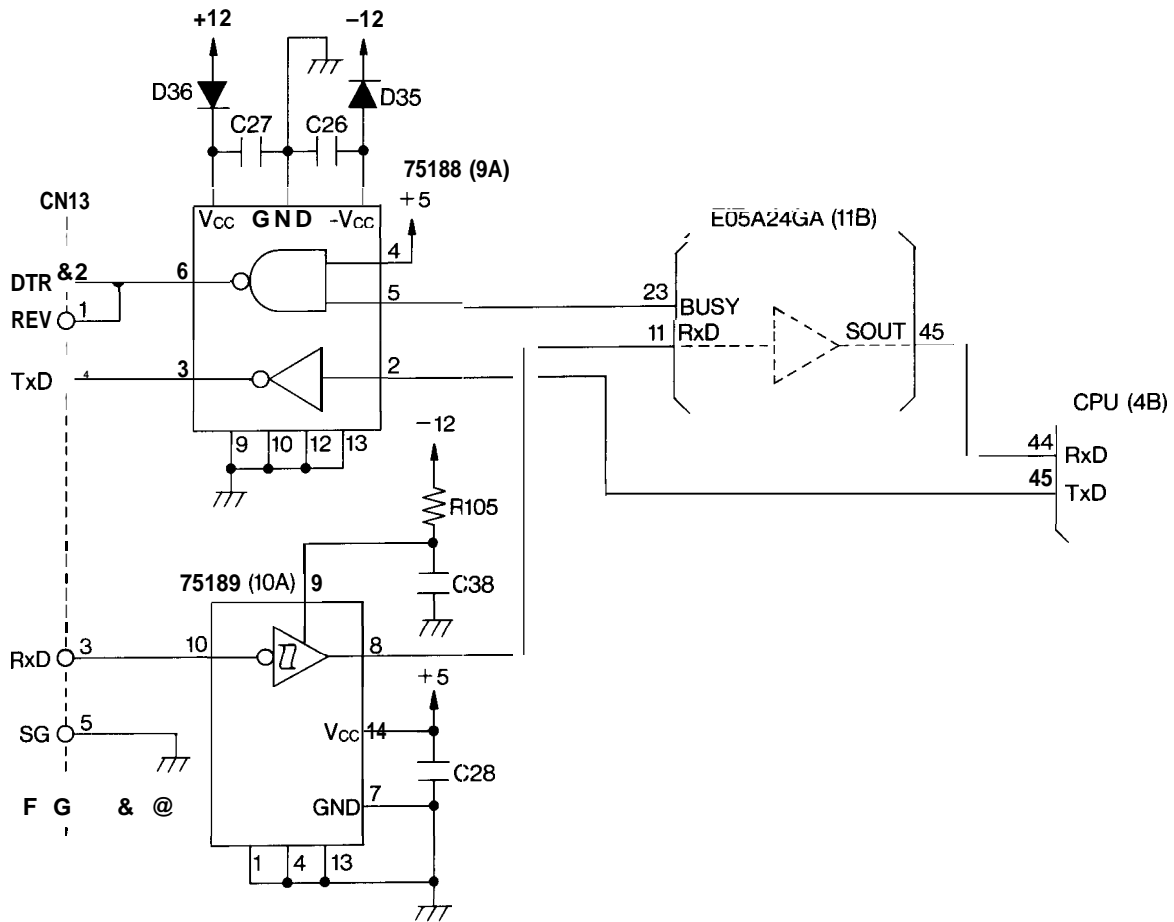 +12 −12
D36 D35
C27 C26
75188 (9A)
CN13
+5
VCC GND -VCC
E05A24GA (11B)
4
DTR &2 6
5
23
BUSY
REV 1
11 RxD SOUT 45
TxD 4 3 2
CPU (4B)
9 10 12 13
−12
44 RxD
45 TxD
R105
75189 (10A) 9
C38
RxD 3 10 8
+5
SG 5
VCC 14
C28
F G & @
GND 7
1 4 13